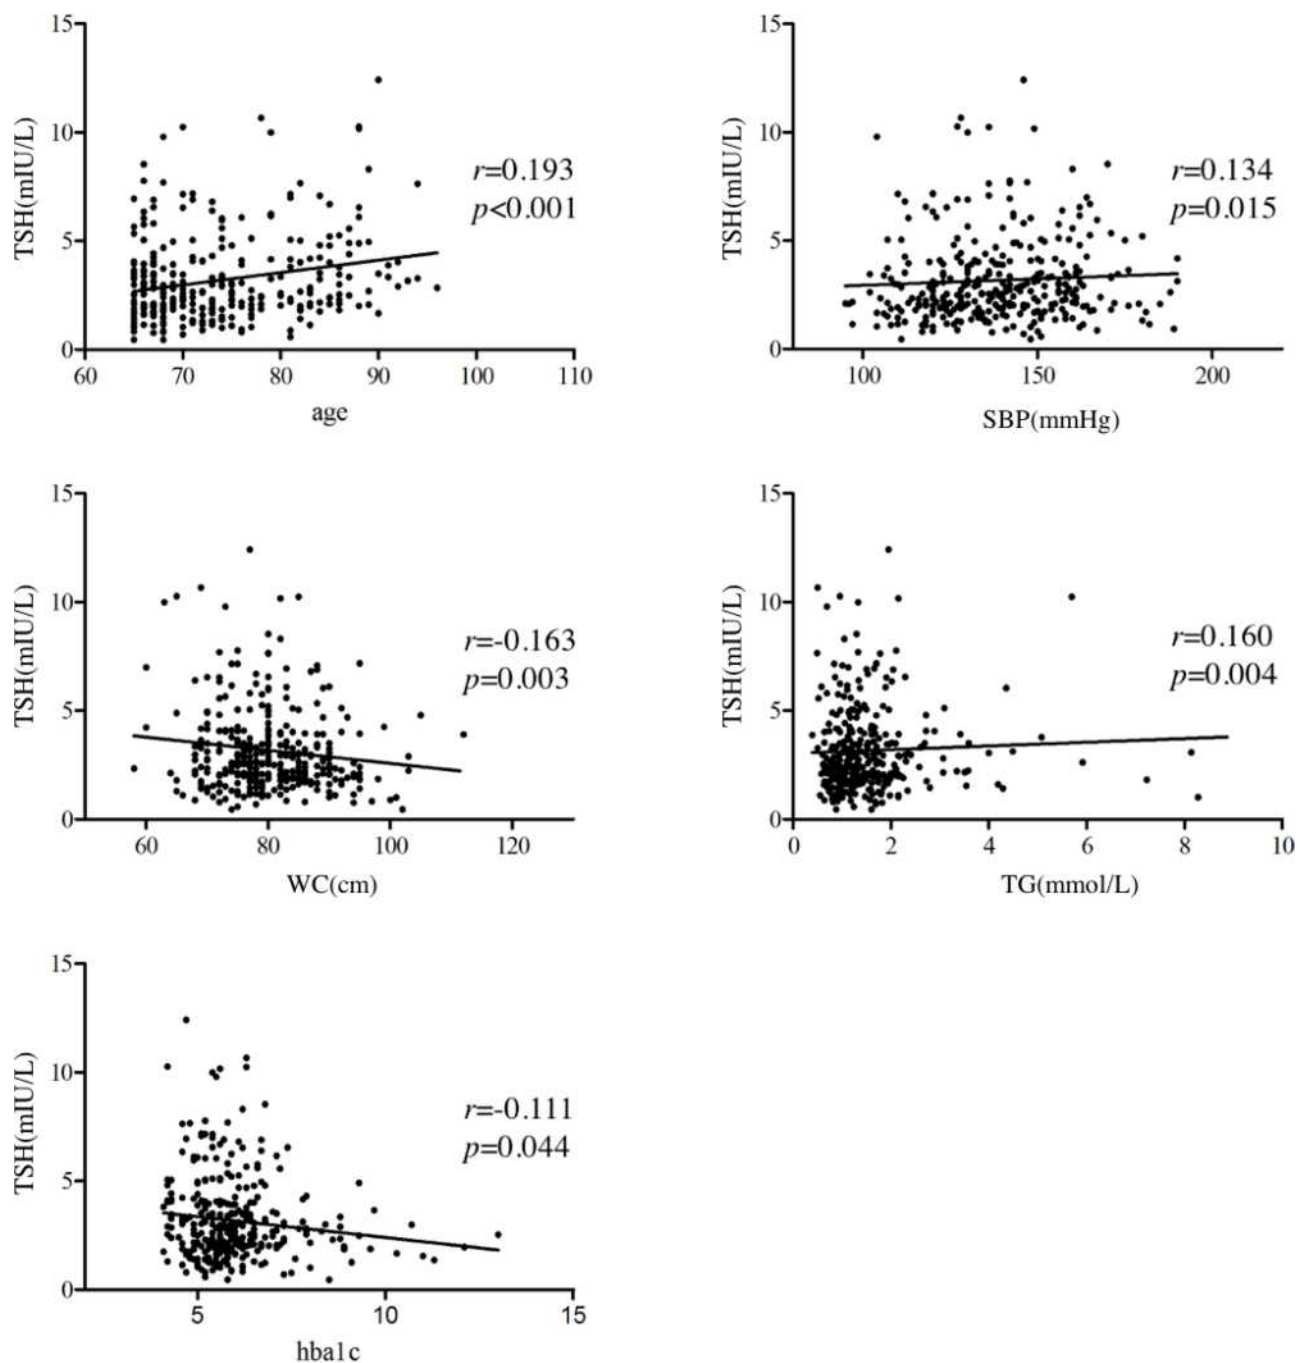 15
10
5
0
TSH(mIU/L)
r=0.193
p<0.001
60 70 80 90 100 110
age
15
10
5
0
TSH(mIU/L)
r=0.134
p=0.015
100 150 200
SBP(mmHg)
15
10
5
0
TSH(mIU/L)
r=-0.163
p=0.003
60 80 100 120
WC(cm)
15
10
5
0
TSH(mIU/L)
r=0.160
p=0.004
0 2 4 6 8 10
TG(mmol/L)
15
10
5
0
TSH(mIU/L)
r=-0.111
p=0.044
5 10 15
hba1c